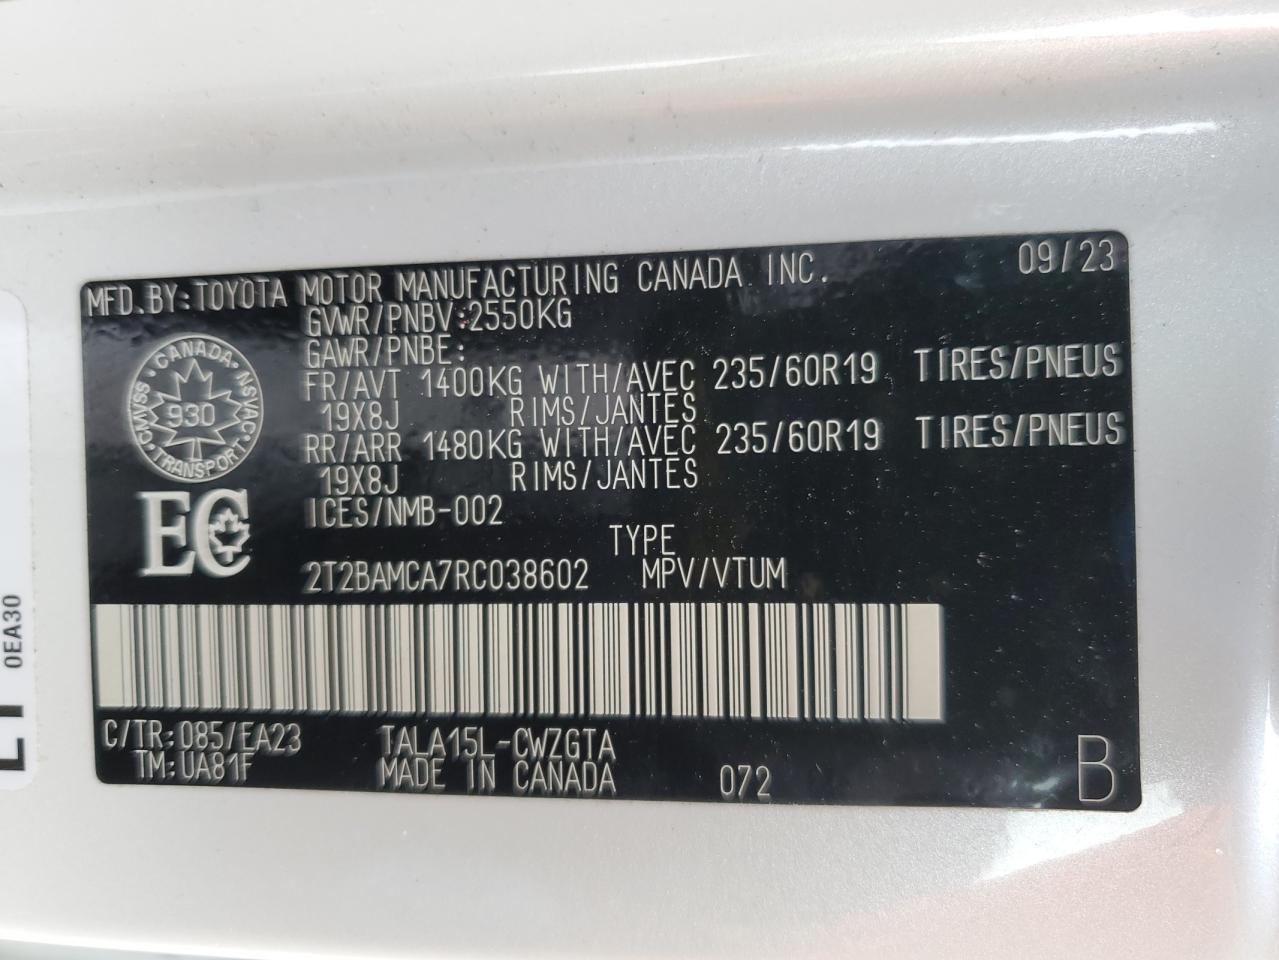 MFD.BY:TOYOTA MOTOR MANUFACTURING CANADA INC. 09/23
GVWR/PNBV:2550KG
GAWR/PNBE:
FR/AVT 1400KG WITH/AVEC 235/60R19 TIRES/PNEUS
19X8J RIMS/JANTES
RR/ARR 1480KG WITH/AVEC 235/60R19 TIRES/PNEUS
19X8J RIMS/JANTES
ICES/NMB-002
CANADA
CMVSS NSVAC
930
TRANSPORT
EC
TYPE
2T2BAMCA7RC038602 MPV/VTUM
C/TR:085/EA23 TALA15L-CWZGTA
TM:UA81F MADE IN CANADA 072 B
0EA30